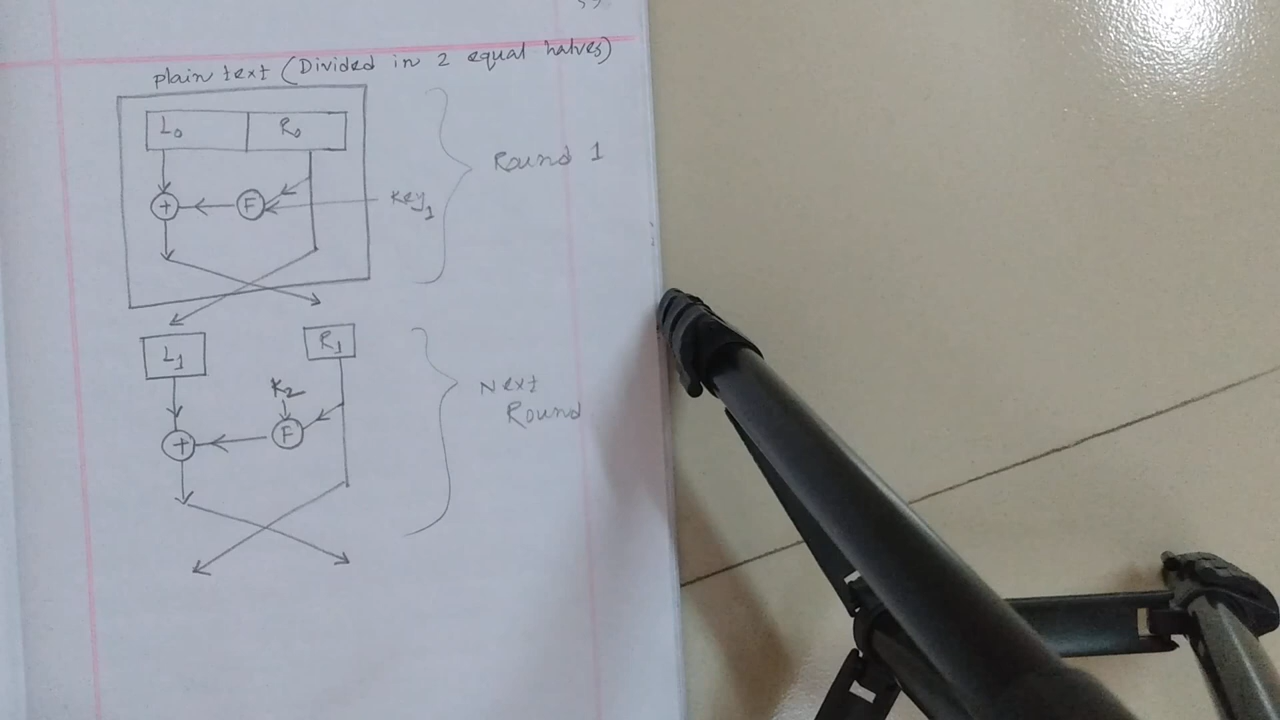 plain text (Divided in 2 equal halves)
L0 R0
Round 1
+ F Key1
L1 R1
K2
Next
Round
+ F